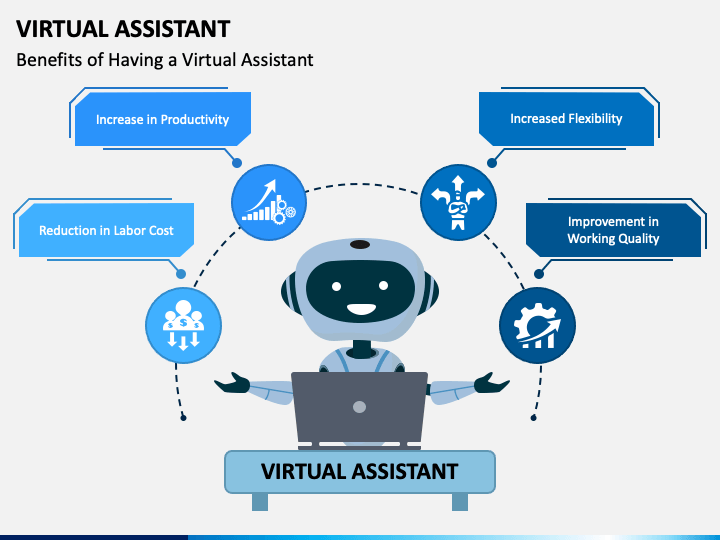 VIRTUAL ASSISTANT
Benefits of Having a Virtual Assistant
Increase in Productivity
Increased Flexibility
Reduction in Labor Cost
Improvement in
Working Quality
$ $ $
VIRTUAL ASSISTANT